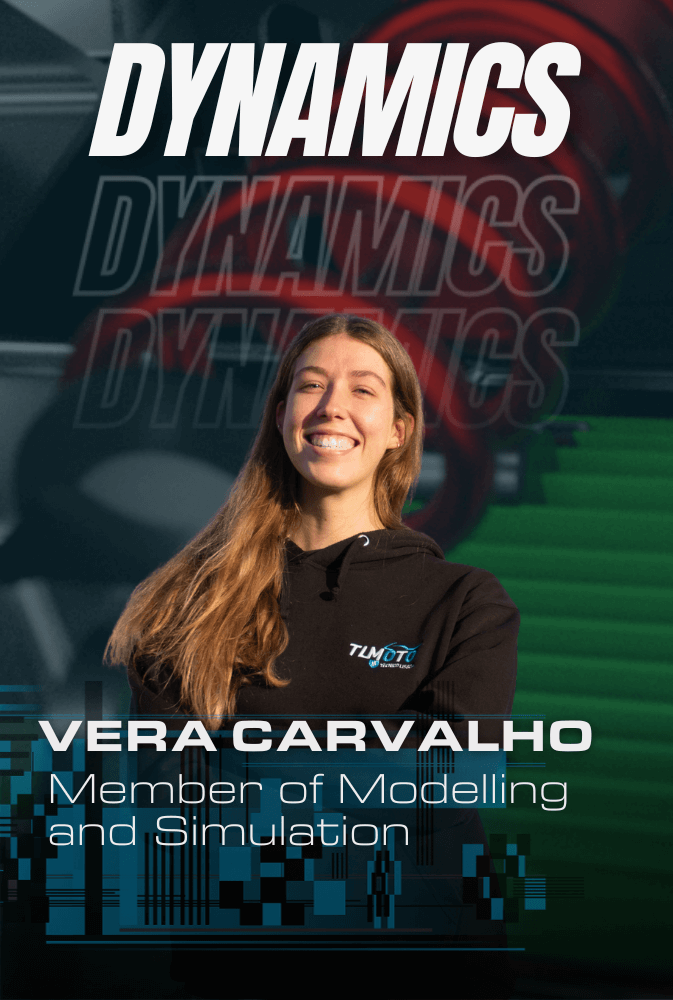 DYNAMICS
DYNAMICS
DYNAMICS
TLMOTO
VERA CARVALHO
Member of Modelling
and Simulation